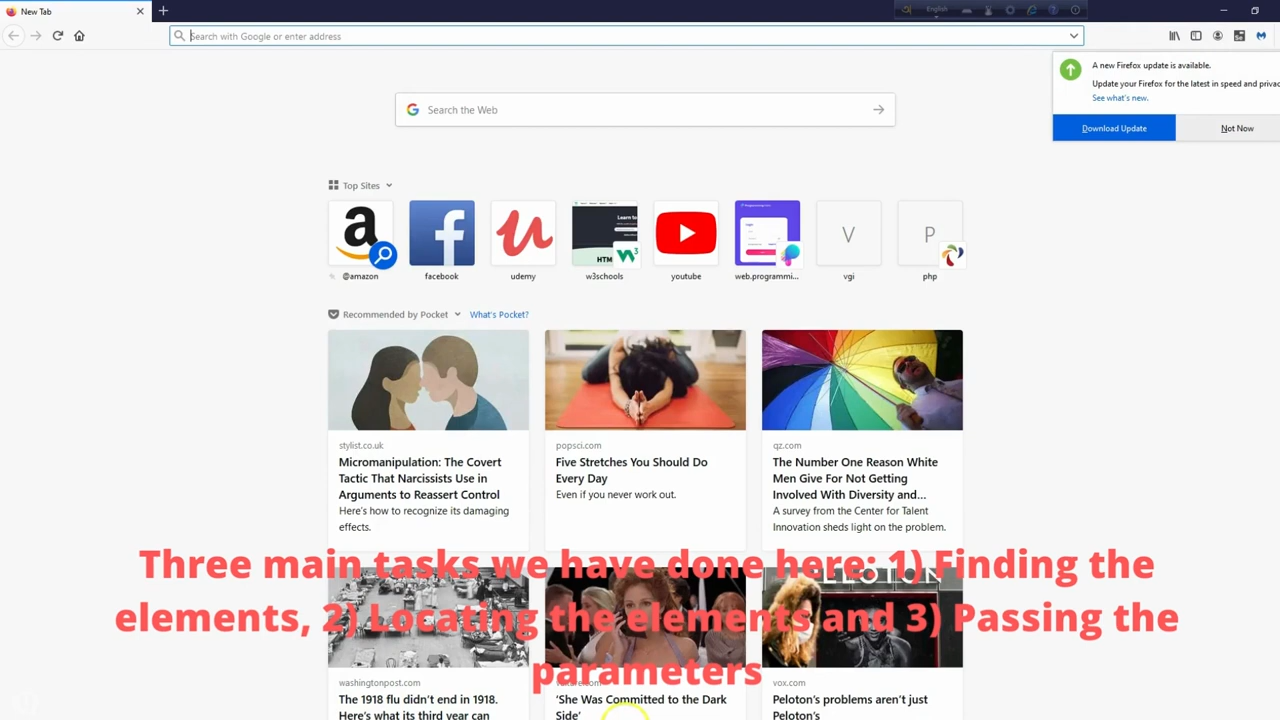 New Tab
English
Search with Google or enter address
A new Firefox update is available.
Update your Firefox for the latest in speed and privac
See what's new.
Download Update
Not Now
Search the Web
Top Sites
@amazon
facebook
udemy
Learn to
HTM
w3schools
youtube
web.programmi...
V
vgi
P
php
Recommended by Pocket
What's Pocket?
stylist.co.uk
Micromanipulation: The Covert
Tactic That Narcissists Use in
Arguments to Reassert Control
Here's how to recognize its damaging
effects.
popsci.com
Five Stretches You Should Do
Every Day
Even if you never work out.
qz.com
The Number One Reason White
Men Give For Not Getting
Involved With Diversity and...
A survey from the Center for Talent
Innovation sheds light on the problem.
Three main tasks we have done here: 1) Finding the
elements, 2) Locating the elements and 3) Passing the
parameters
washingtonpost.com
The 1918 flu didn't end in 1918.
Here's what its third year can
'She Was Committed to the Dark
Side'
vox.com
Peloton's problems aren't just
Peloton's